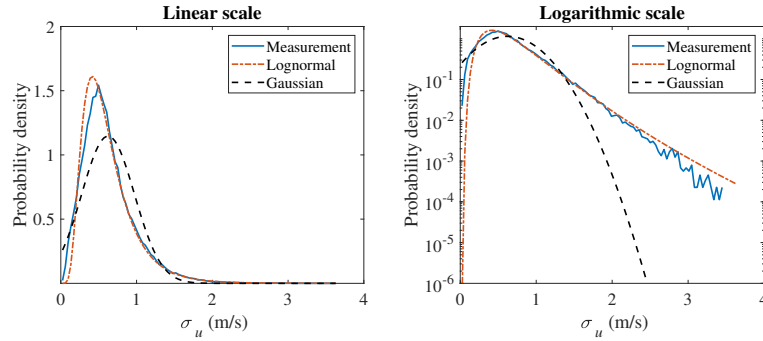 Linear scale
Probability density
2
1.5
1
0.5
0 1 2 3 4
σ_u (m/s)
Measurement
Lognormal
Gaussian
Logarithmic scale
Probability density
10^-1
10^-2
10^-3
10^-4
10^-5
10^-6
0 1 2 3 4
σ_u (m/s)
Measurement
Lognormal
Gaussian